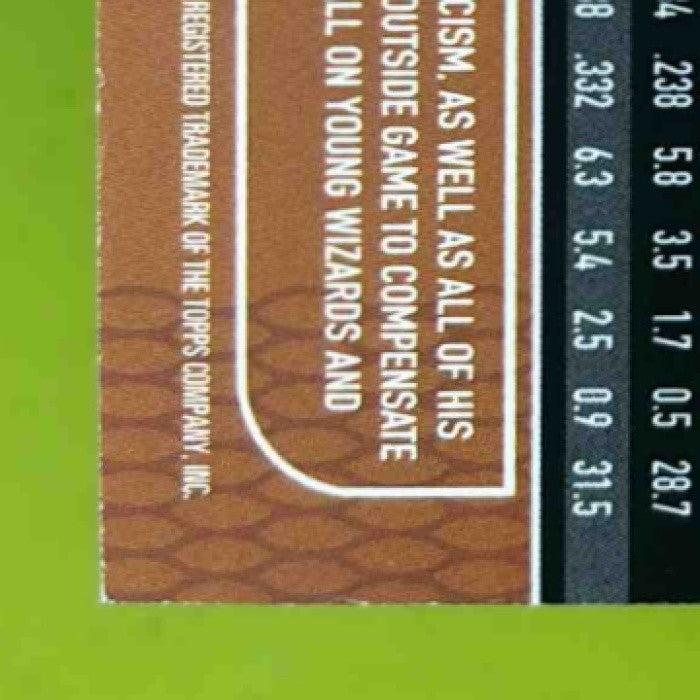 4 .238 5.8 3.5 1.7 0.5 28.7
8 .332 6.3 5.4 2.5 0.9 31.5
CISM, AS WELL AS ALL OF HIS
OUTSIDE GAME TO COMPENSATE
LL ON YOUNG WIZARDS AND
REGISTERED TRADEMARK OF THE TOPPS COMPANY, INC.